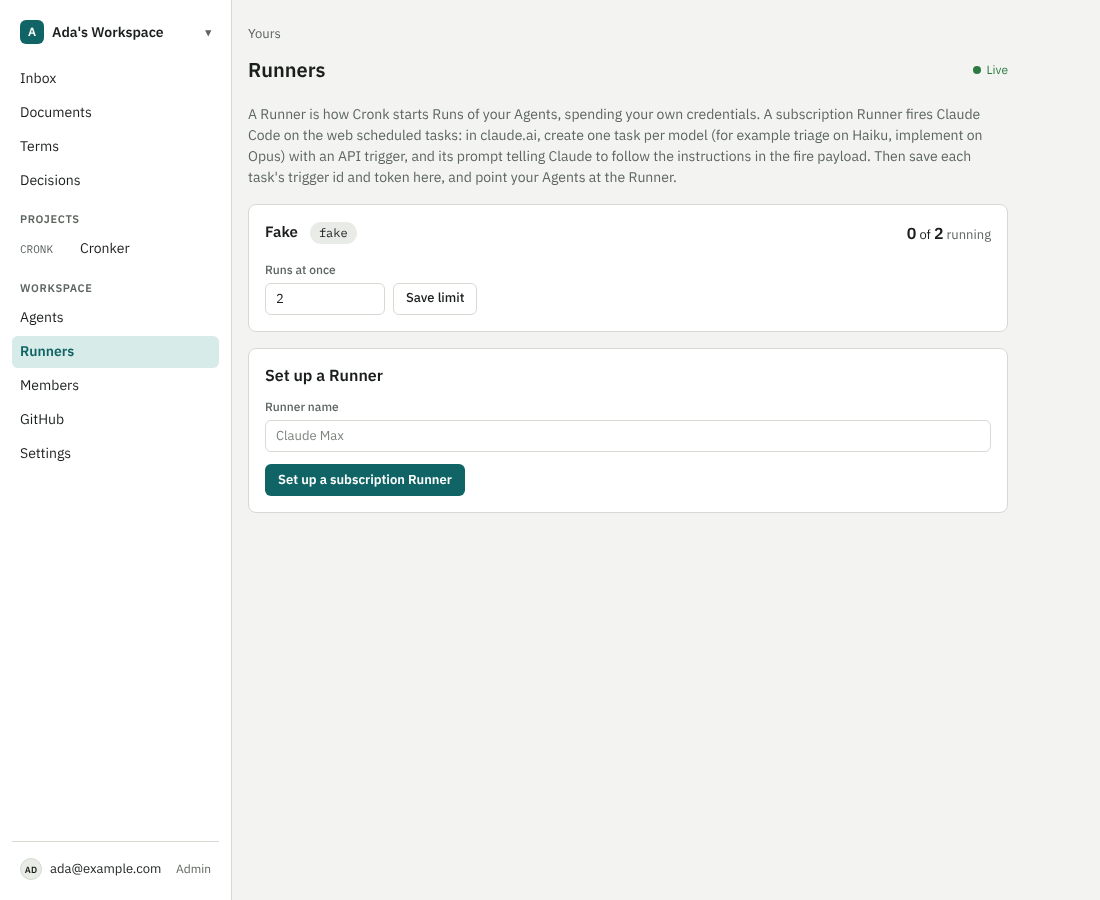 A Ada's Workspace ▾
Inbox
Documents
Terms
Decisions
PROJECTS
CRONK Cronker
WORKSPACE
Agents
Runners
Members
GitHub
Settings
AD ada@example.com Admin
Yours
Runners
Live
A Runner is how Cronk starts Runs of your Agents, spending your own credentials. A subscription Runner fires Claude
Code on the web scheduled tasks: in claude.ai, create one task per model (for example triage on Haiku, implement on
Opus) with an API trigger, and its prompt telling Claude to follow the instructions in the fire payload. Then save each
task's trigger id and token here, and point your Agents at the Runner.
Fake fake
0 of 2 running
Runs at once
2 Save limit
Set up a Runner
Runner name
Claude Max
Set up a subscription Runner